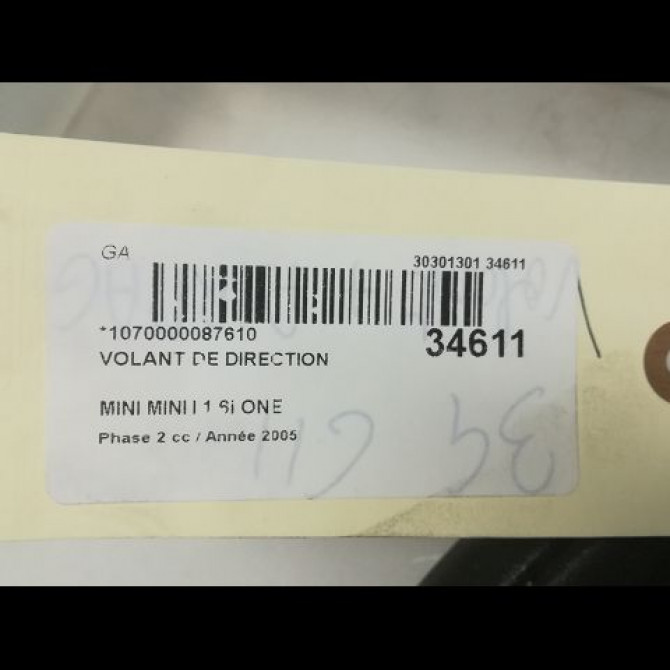 GA
30301301 34611
*1070000087610
34611
VOLANT DE DIRECTION
MINI MINI I 1.6i ONE
Phase 2 cc / Année 2005